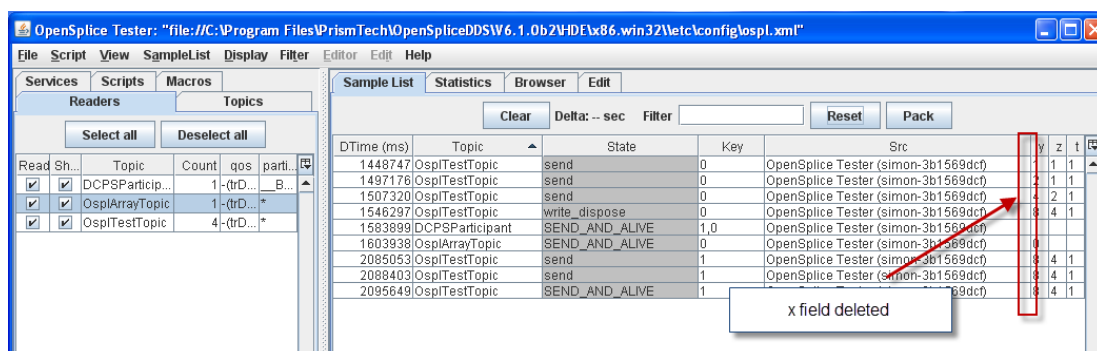 OpenSplice Tester: "file://C:\Program Files\PrismTech\OpenSpliceDDS\V6.1.0b2\HDE\x86.win32\etc\config\ospl.xml"
File Script View SampleList Display Filter Editor Edit Help
Services Scripts Macros
Readers Topics
Select all Deselect all
Read Sh... Topic Count qos parti...
DCPSParticip... 1 -(trD... __B...
OsplArrayTopic 1 -(trD... *
OsplTestTopic 4 -(trD... *
Sample List Statistics Browser Edit
Clear Delta: -- sec Filter Reset Pack
DTime (ms) Topic State Key Src y z t
1448747 OsplTestTopic send 0 OpenSplice Tester (simon-3b1569dcf) 1 1 1
1497176 OsplTestTopic send 0 OpenSplice Tester (simon-3b1569dcf) 2 1 1
1507320 OsplTestTopic send 0 OpenSplice Tester (simon-3b1569dcf) 4 2 1
1546297 OsplTestTopic write_dispose 0 OpenSplice Tester (simon-3b1569dcf) 8 4 1
1583899 DCPSParticipant SEND_AND_ALIVE 1,0 OpenSplice Tester (simon-3b1569dcf)
1603938 OsplArrayTopic SEND_AND_ALIVE 0 OpenSplice Tester (simon-3b1569dcf) 0
2085053 OsplTestTopic send 1 OpenSplice Tester (simon-3b1569dcf) 8 4 1
2088403 OsplTestTopic send 1 OpenSplice Tester (simon-3b1569dcf) 8 4 1
2095649 OsplTestTopic SEND_AND_ALIVE 1 8 4 1
x field deleted